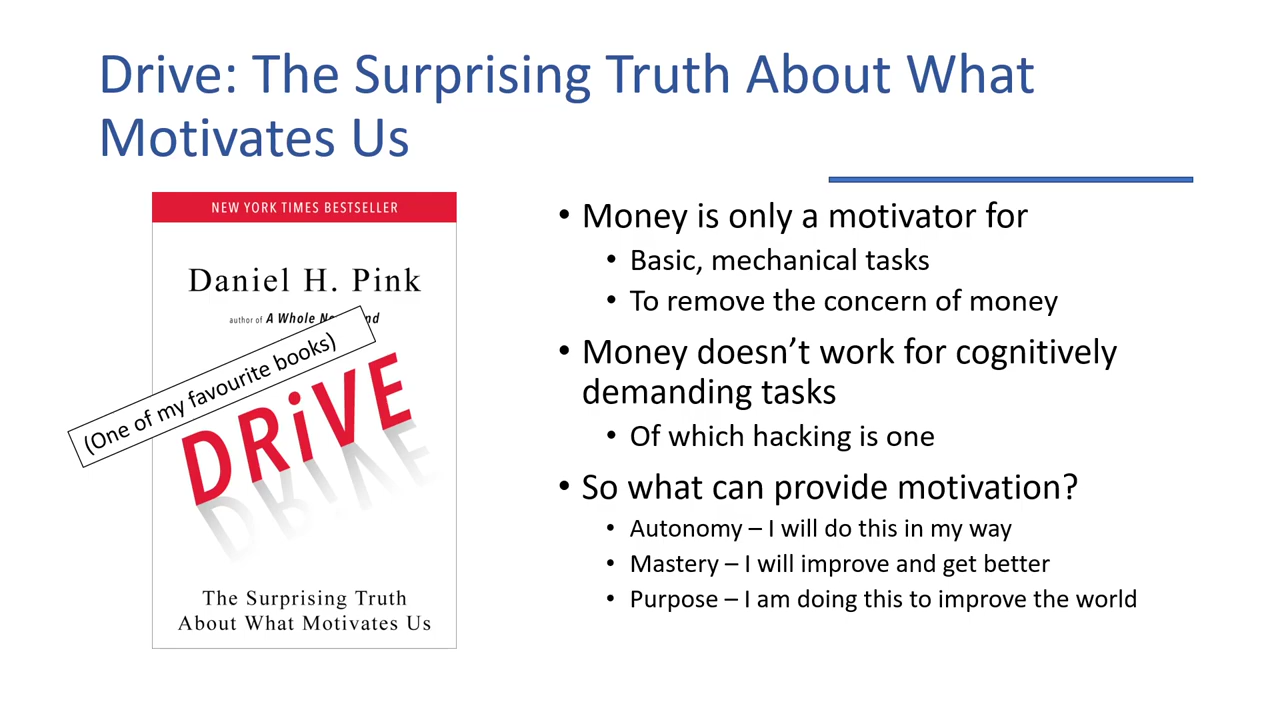 Drive: The Surprising Truth About What
Motivates Us
NEW YORK TIMES BESTSELLER
Daniel H. Pink
author of A Whole
(One of my favourite books)
DRiVE
The Surprising Truth
About What Motivates Us
• Money is only a motivator for
• Basic, mechanical tasks
• To remove the concern of money
• Money doesn’t work for cognitively
demanding tasks
• Of which hacking is one
• So what can provide motivation?
• Autonomy – I will do this in my way
• Mastery – I will improve and get better
• Purpose – I am doing this to improve the world